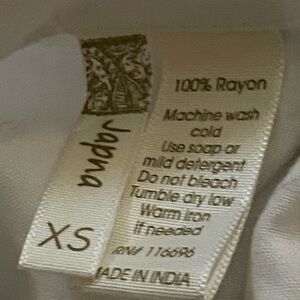 Japna
XS
100% Rayon
Machine wash
cold
Use soap or
mild detergent
Do not bleach
Tumble dry low
Warm iron
if needed
RN# 116696
MADE IN INDIA